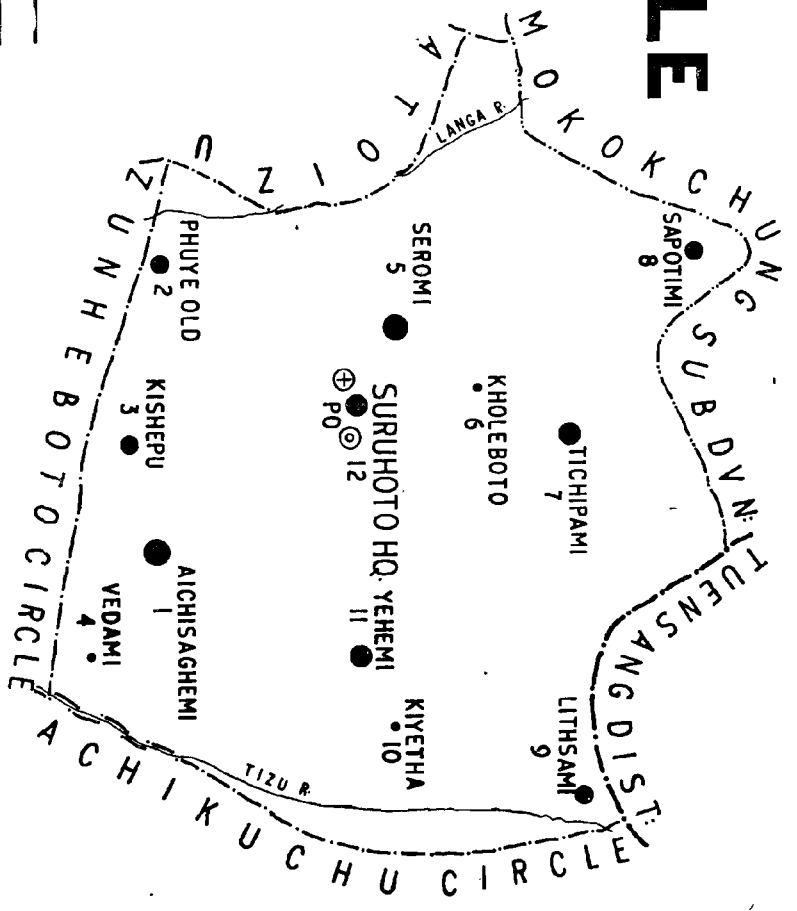 LE
MOKOKCHUNG SUBDVN:
TUENSANG DIST:
ACHIKUCHU CIRCLE
ZUNHEBOTO CIRCLE
ATOIZU
LANGA R.
TIZU R.
SAPOTIMI
8
TICHIPAMI
7
LITHSAMI
9
KHOLEBOTO
6
SEROMI
5
SURUHOTO HQ.
PO
12
YEHEMI
11
KIYETHA
10
PHUYE OLD
2
KISHEPU
3
AICHISAGHEMI
1
VEDAMI
4